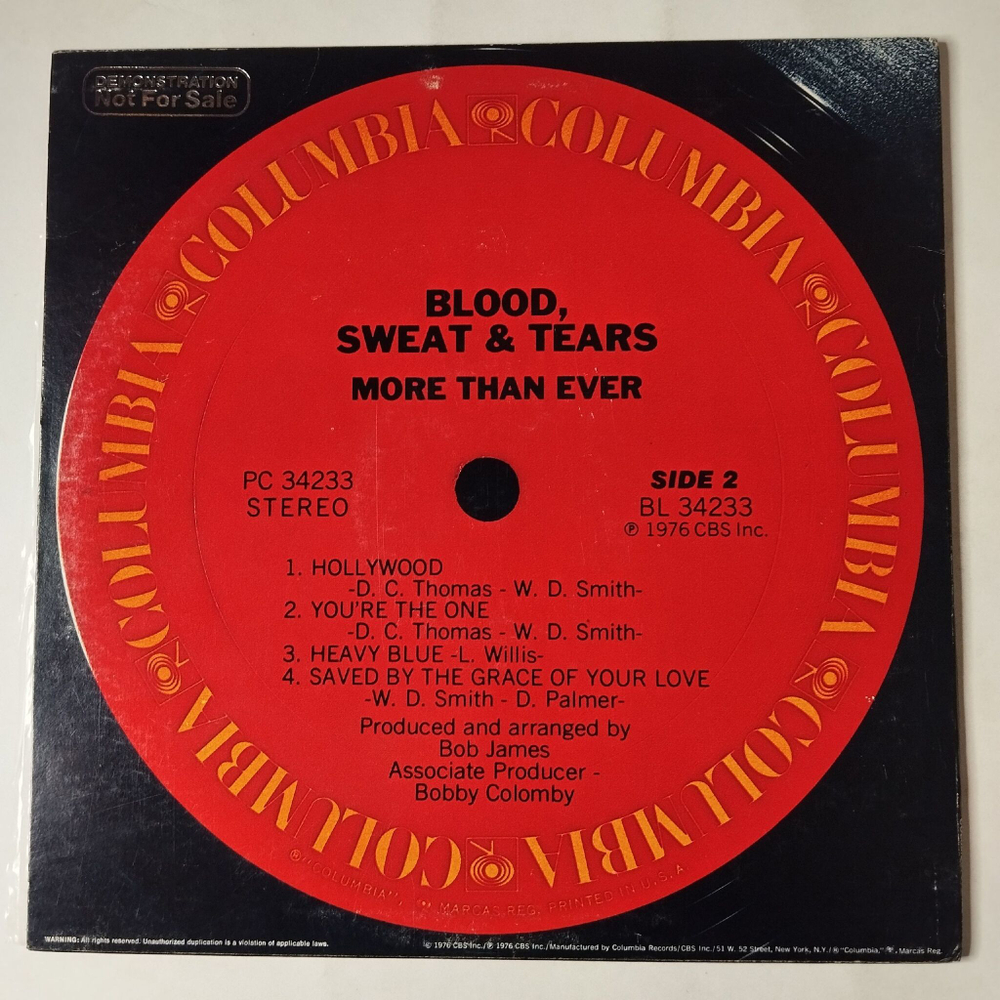 DEMONSTRATION
Not For Sale
COLUMBIA COLUMBIA COLUMBIA COLUMBIA COLUMBIA COLUMBIA COLUMBIA COLUMBIA
BLOOD,
SWEAT & TEARS
MORE THAN EVER
PC 34233 SIDE 2
STEREO BL 34233
℗ 1976 CBS Inc.
1. HOLLYWOOD
-D. C. Thomas - W. D. Smith-
2. YOU'RE THE ONE
-D. C. Thomas - W. D. Smith-
3. HEAVY BLUE -L. Willis-
4. SAVED BY THE GRACE OF YOUR LOVE
-W. D. Smith - D. Palmer-
Produced and arranged by
Bob James
Associate Producer -
Bobby Colomby
® "COLUMBIA", MARCAS REG. PRINTED IN U.S.A
WARNING: All rights reserved. Unauthorized duplication is a violation of applicable laws.
© 1976 CBS Inc./℗ 1976 CBS Inc./Manufactured by Columbia Records/CBS Inc./51 W. 52 Street, New York, N.Y./® "Columbia," Marcas Reg.